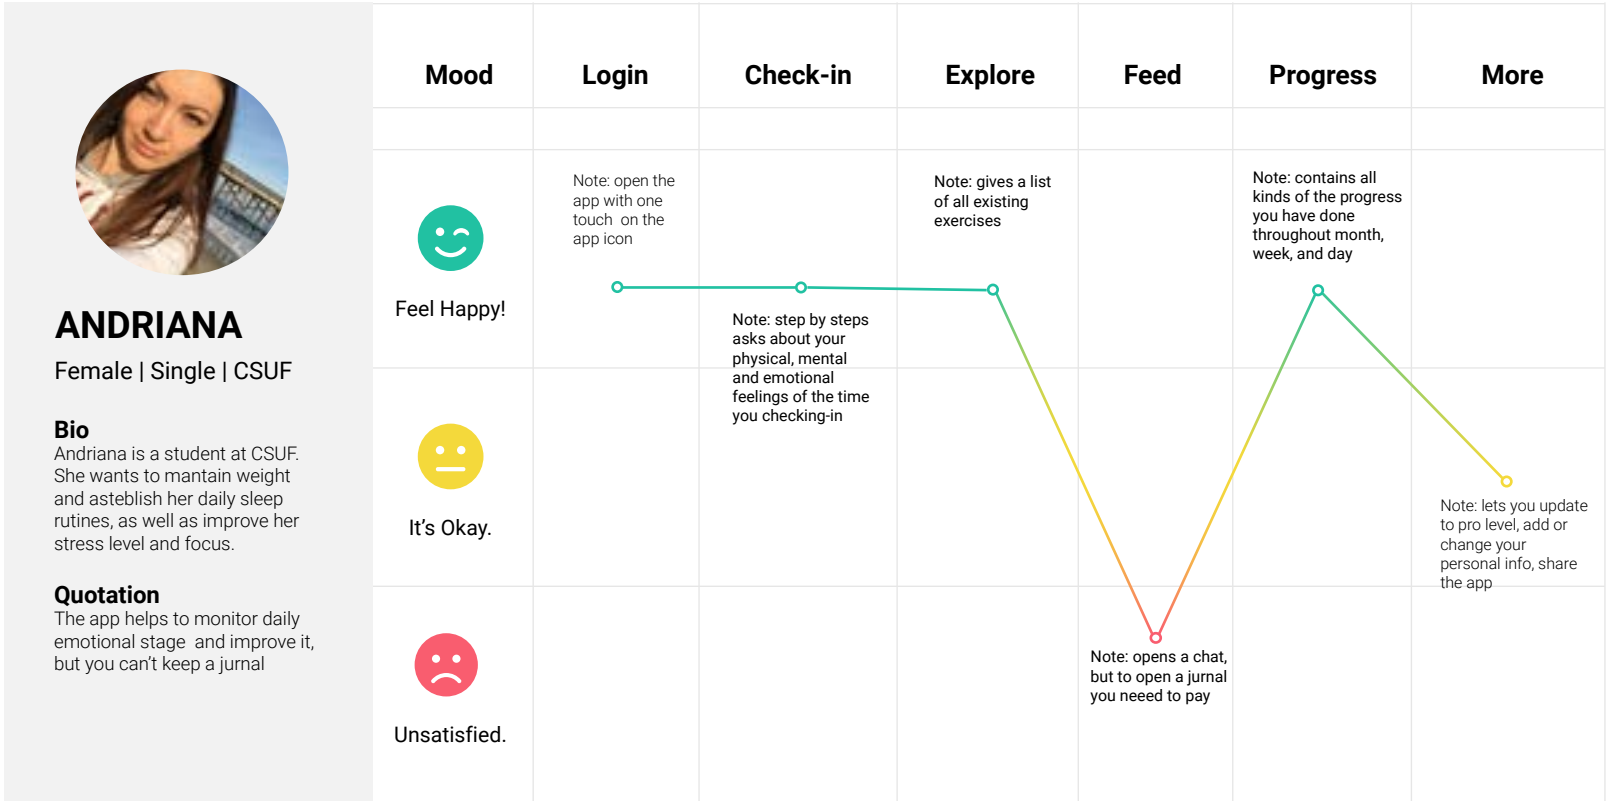 ANDRIANA
Female | Single | CSUF
Bio
Andriana is a student at CSUF.
She wants to mantain weight
and asteblish her daily sleep
rutines, as well as improve her
stress level and focus.
Quotation
The app helps to monitor daily
emotional stage  and improve it,
but you can’t keep a jurnal
Mood
Login
Check-in
Explore
Feed
Progress
More
Feel Happy!
It’s Okay.
Unsatisfied.
Note: open the
app with one
touch  on the
app icon
Note: step by steps
asks about your
physical, mental
and emotional
feelings of the time
you checking-in
Note: gives a list
of all existing
exercises
Note: opens a chat,
but to open a jurnal
you neeed to pay
Note: contains all
kinds of the progress
you have done
throughout month,
week, and day
Note: lets you update
to pro level, add or
change your
personal info, share
the app